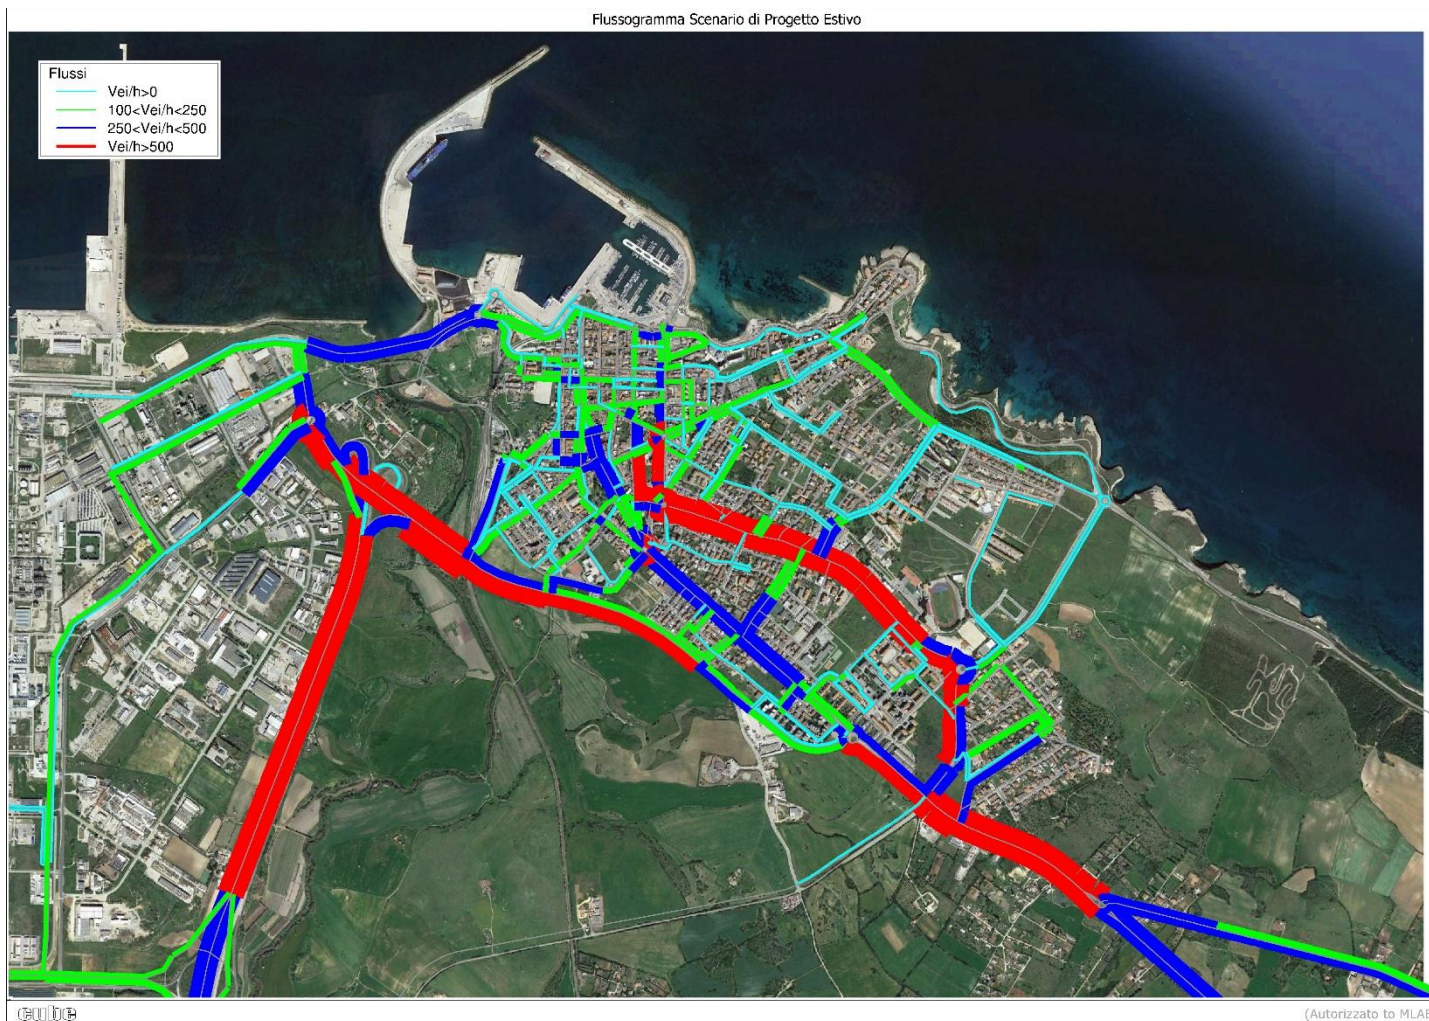 Flussogramma Scenario di Progetto Estivo
Flussi
Vei/h>0
100<Vei/h<250
250<Vei/h<500
Vei/h>500
cube
(Autorizzato to MLAB